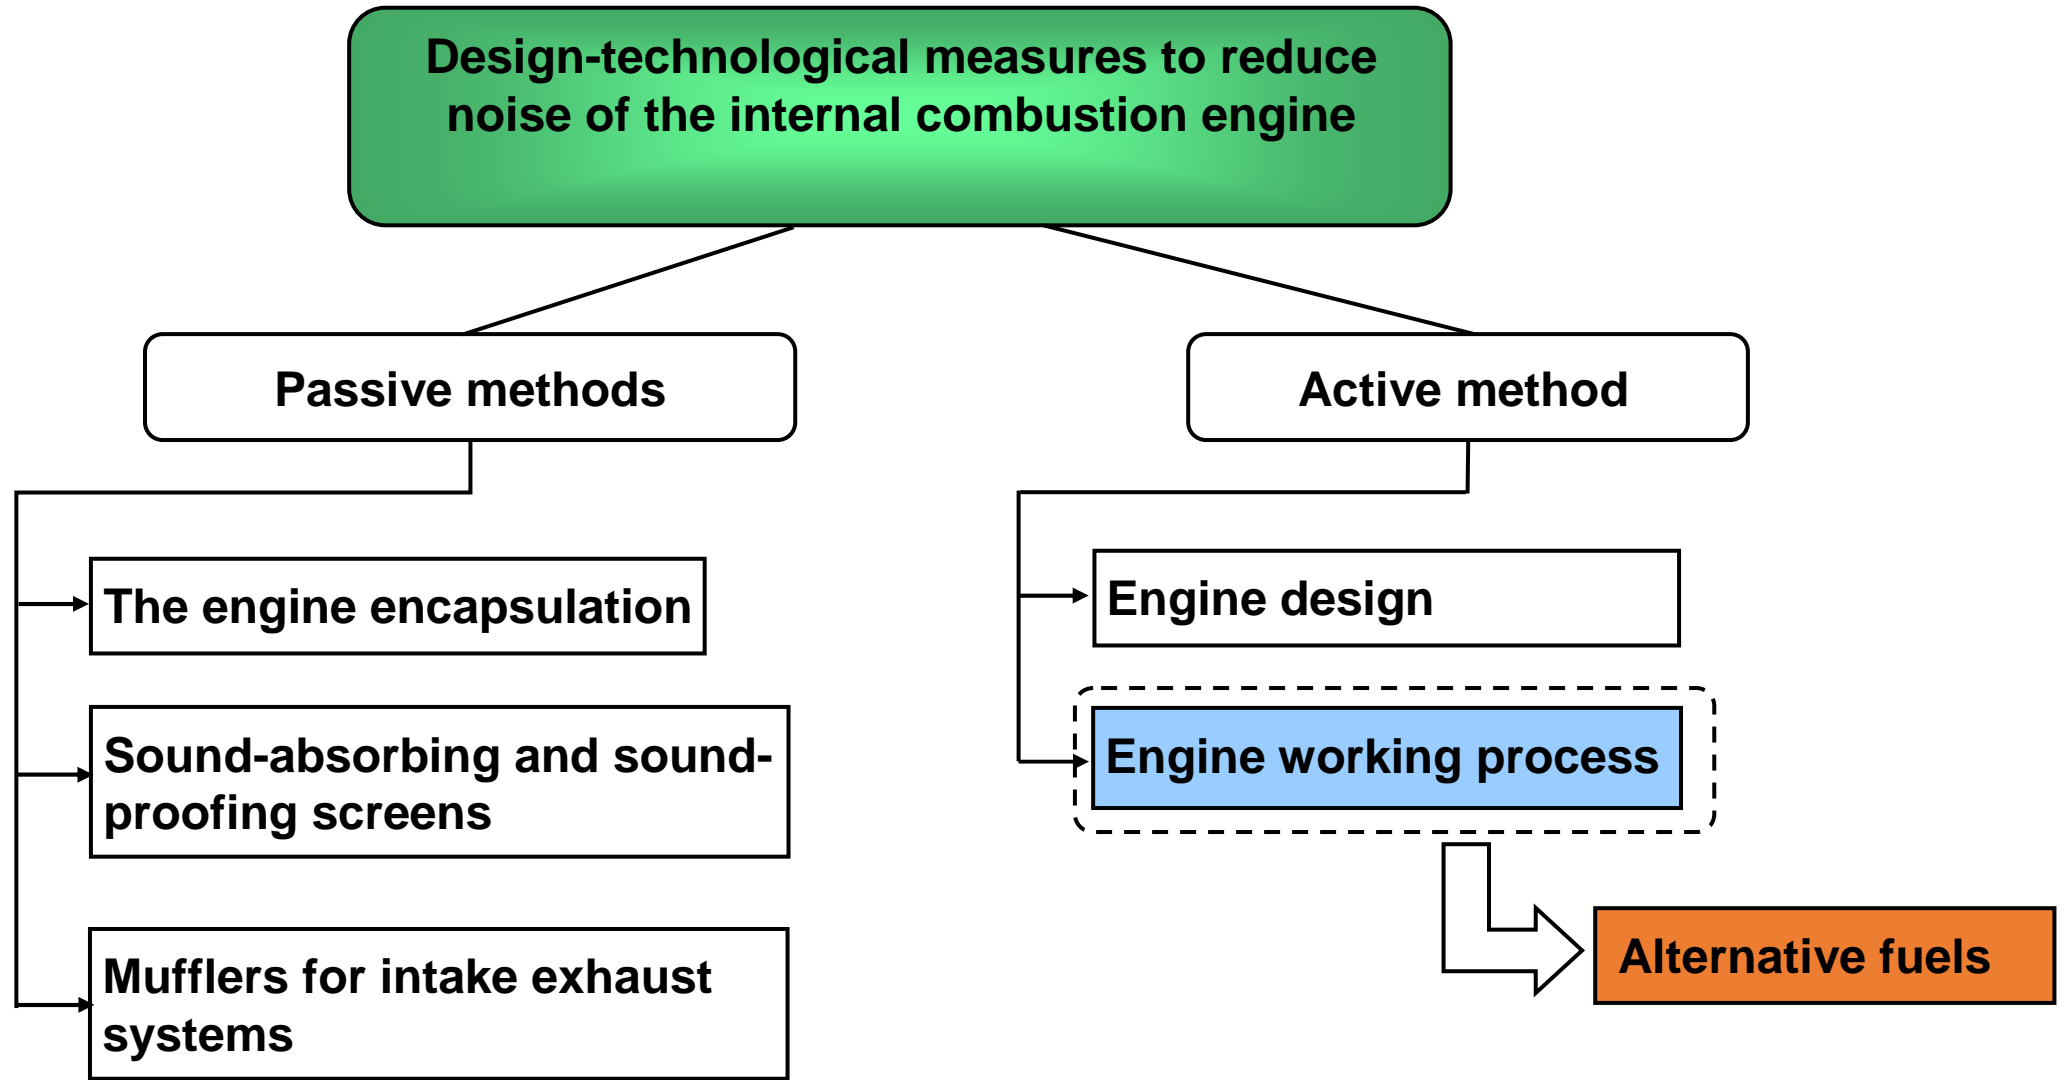 Design-technological measures to reduce
noise of the internal combustion engine
Passive methods
Active method
The engine encapsulation
Sound-absorbing and sound-
proofing screens
Mufflers for intake exhaust
systems
Engine design
Engine working process
Alternative fuels